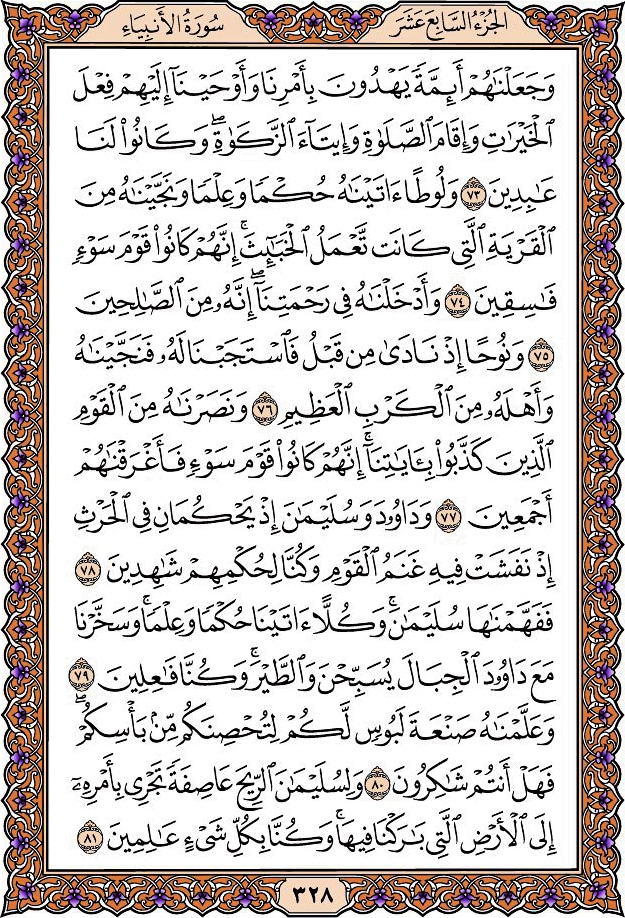 الجُزْءُ السَّابِعَ عَشَرَ
سُورَةُ الأَنبِيَاءِ
وَجَعَلْنَٰهُمْ أَئِمَّةً يَهْدُونَ بِأَمْرِنَا وَأَوْحَيْنَآ إِلَيْهِمْ فِعْلَ
ٱلْخَيْرَٰتِ وَإِقَامَ ٱلصَّلَوٰةِ وَإِيتَآءَ ٱلزَّكَوٰةِۖ وَكَانُوا۟ لَنَا
عَٰبِدِينَ ٧٣ وَلُوطًا ءَاتَيْنَٰهُ حُكْمًا وَعِلْمًا وَنَجَّيْنَٰهُ مِنَ
ٱلْقَرْيَةِ ٱلَّتِى كَانَت تَّعْمَلُ ٱلْخَبَٰٓئِثَۚ إِنَّهُمْ كَانُوا۟ قَوْمَ سَوْءٍ
فَٰسِقِينَ ٧٤ وَأَدْخَلْنَٰهُ فِى رَحْمَتِنَآۖ إِنَّهُۥ مِنَ ٱلصَّٰلِحِينَ
٧٥ وَنُوحًا إِذْ نَادَىٰ مِن قَبْلُ فَٱسْتَجَبْنَا لَهُۥ فَنَجَّيْنَٰهُ
وَأَهْلَهُۥ مِنَ ٱلْكَرْبِ ٱلْعَظِيمِ ٧٦ وَنَصَرْنَٰهُ مِنَ ٱلْقَوْمِ
ٱلَّذِينَ كَذَّبُوا۟ بِـَٔايَٰتِنَآۚ إِنَّهُمْ كَانُوا۟ قَوْمَ سَوْءٍ فَأَغْرَقْنَٰهُمْ
أَجْمَعِينَ ٧٧ وَدَاوُۥدَ وَسُلَيْمَٰنَ إِذْ يَحْكُمَانِ فِى ٱلْحَرْثِ
إِذْ نَفَشَتْ فِيهِ غَنَمُ ٱلْقَوْمِ وَكُنَّا لِحُكْمِهِمْ شَٰهِدِينَ ٧٨
فَفَهَّمْنَٰهَا سُلَيْمَٰنَۚ وَكُلًّا ءَاتَيْنَا حُكْمًا وَعِلْمًاۚ وَسَخَّرْنَا
مَعَ دَاوُۥدَ ٱلْجِبَالَ يُسَبِّحْنَ وَٱلطَّيْرَۚ وَكُنَّا فَٰعِلِينَ ٧٩
وَعَلَّمْنَٰهُ صَنْعَةَ لَبُوسٍ لَّكُمْ لِتُحْصِنَكُم مِّنۢ بَأْسِكُمْۖ
فَهَلْ أَنتُمْ شَٰكِرُونَ ٨٠ وَلِسُلَيْمَٰنَ ٱلرِّيحَ عَاصِفَةً تَجْرِى بِأَمْرِهِۦٓ
إِلَى ٱلْأَرْضِ ٱلَّتِى بَٰرَكْنَا فِيهَاۚ وَكُنَّا بِكُلِّ شَىْءٍ عَٰلِمِينَ ٨١
٣٢٨